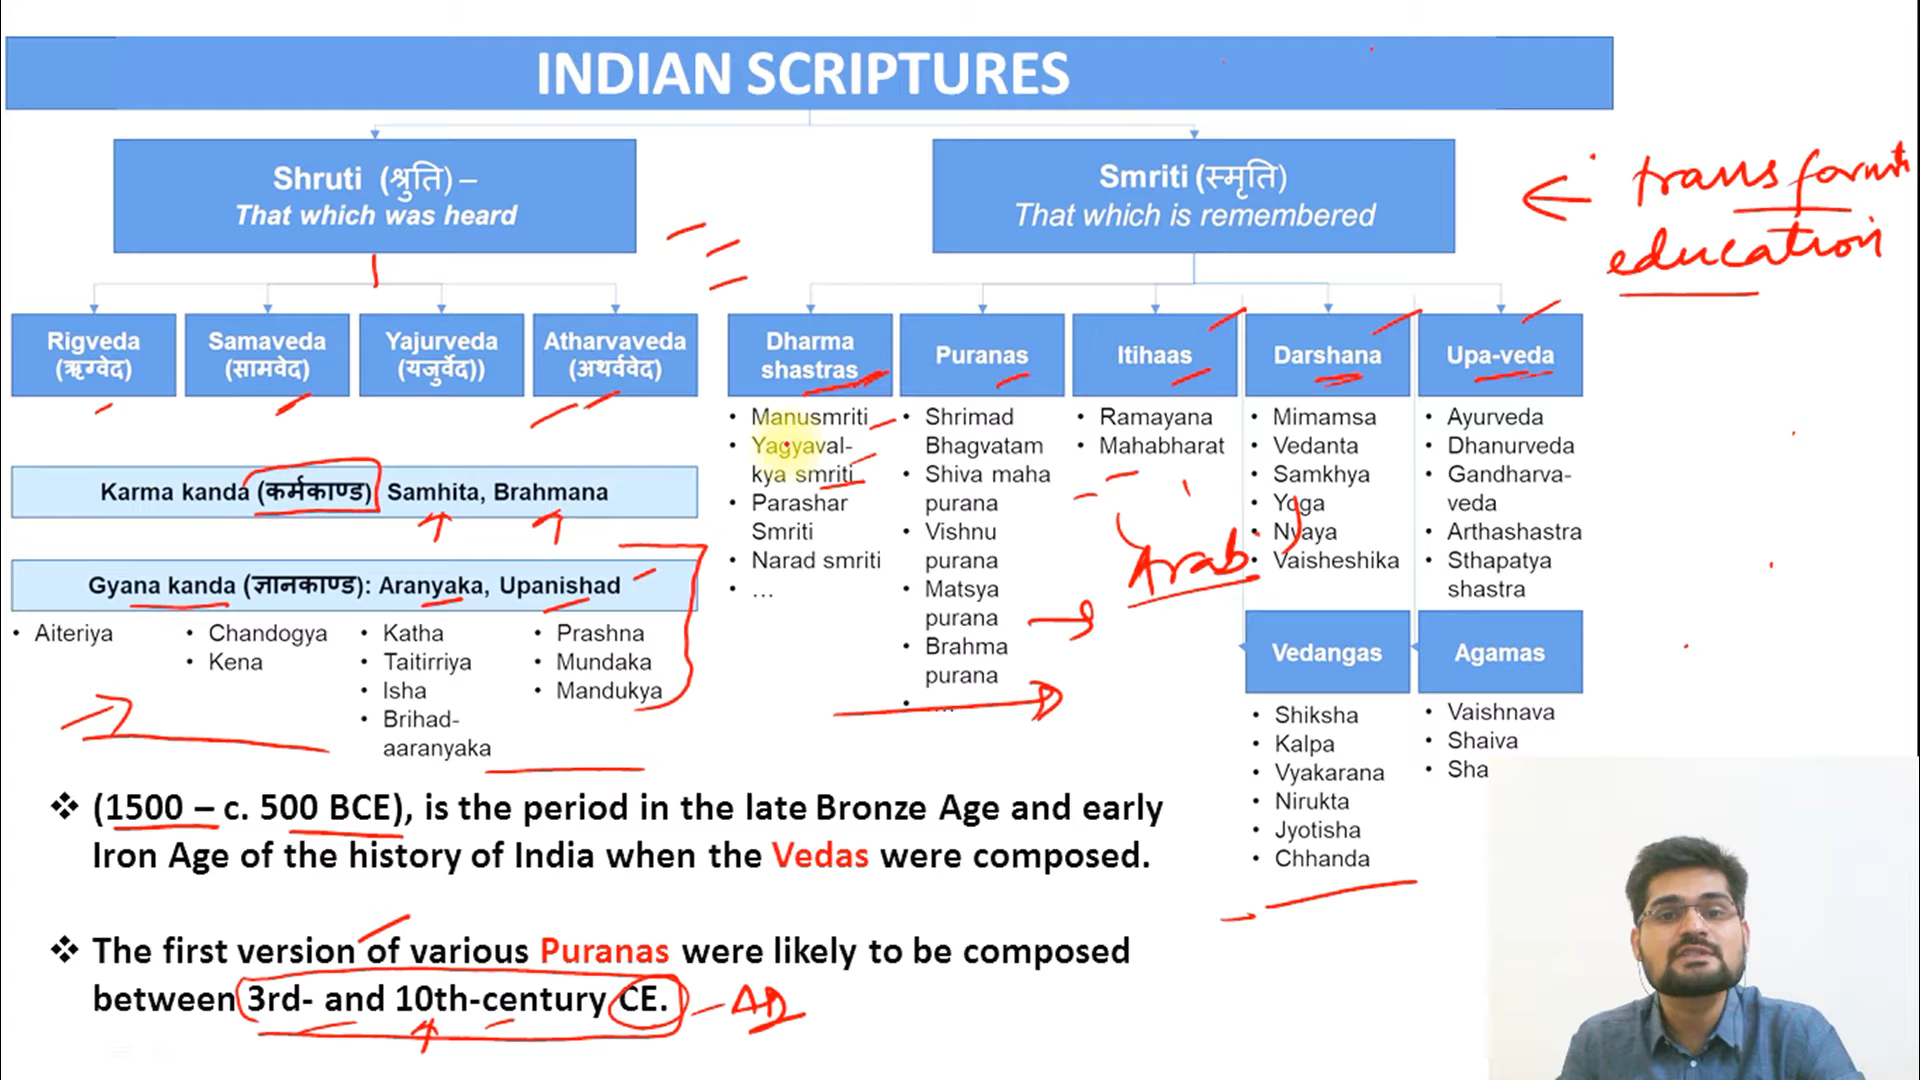 INDIAN SCRIPTURES
Shruti (श्रुति) –
That which was heard
Smriti (स्मृति)
That which is remembered
transform
education
Rigveda
(ऋग्वेद)
Samaveda
(सामवेद)
Yajurveda
(यजुर्वेद))
Atharvaveda
(अथर्ववेद)
Karma kanda (कर्मकाण्ड) Samhita, Brahmana
Gyana kanda (ज्ञानकाण्ड): Aranyaka, Upanishad
• Aiteriya
• Chandogya
• Kena
• Katha
• Taitirriya
• Isha
• Brihad-
aaranyaka
• Prashna
• Mundaka
• Mandukya
Dharma
shastras
• Manusmriti
• Yagyaval-
kya smriti
• Parashar
Smriti
• Narad smriti
• ...
Puranas
• Shrimad
Bhagvatam
• Shiva maha
purana
• Vishnu
purana
• Matsya
purana
• Brahma
purana
• ....
Itihaas
• Ramayana
• Mahabharat
Arab
Darshana
• Mimamsa
• Vedanta
• Samkhya
• Yoga
• Nyaya
• Vaisheshika
Upa-veda
• Ayurveda
• Dhanurveda
• Gandharva-
veda
• Arthashastra
• Sthapatya
shastra
Vedangas
• Shiksha
• Kalpa
• Vyakarana
• Nirukta
• Jyotisha
• Chhanda
Agamas
• Vaishnava
• Shaiva
• Sha
❖ (1500 – c. 500 BCE), is the period in the late Bronze Age and early
Iron Age of the history of India when the Vedas were composed.
❖ The first version of various Puranas were likely to be composed
between 3rd- and 10th-century CE.
AD